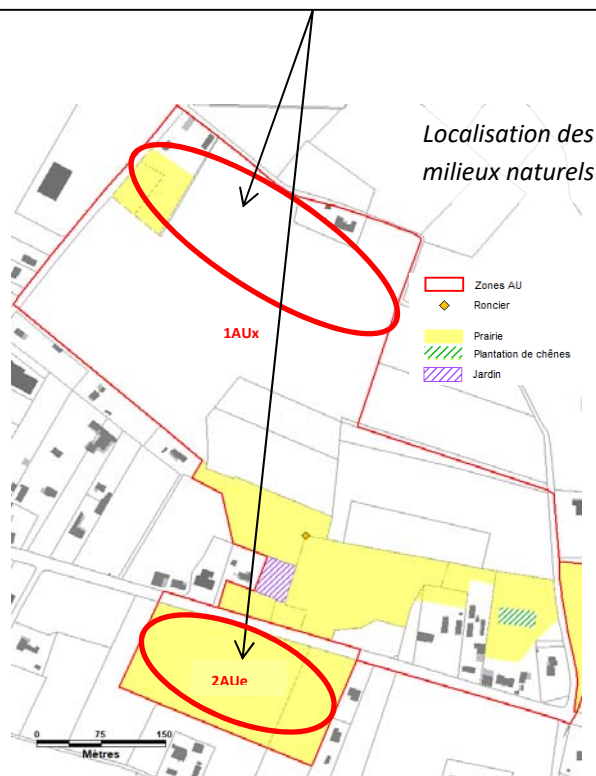 Localisation des
milieux naturels
Zones AU
Roncier
Prairie
Plantation de chênes
Jardin
1AUx
2AUe
0 75 150
Mètres